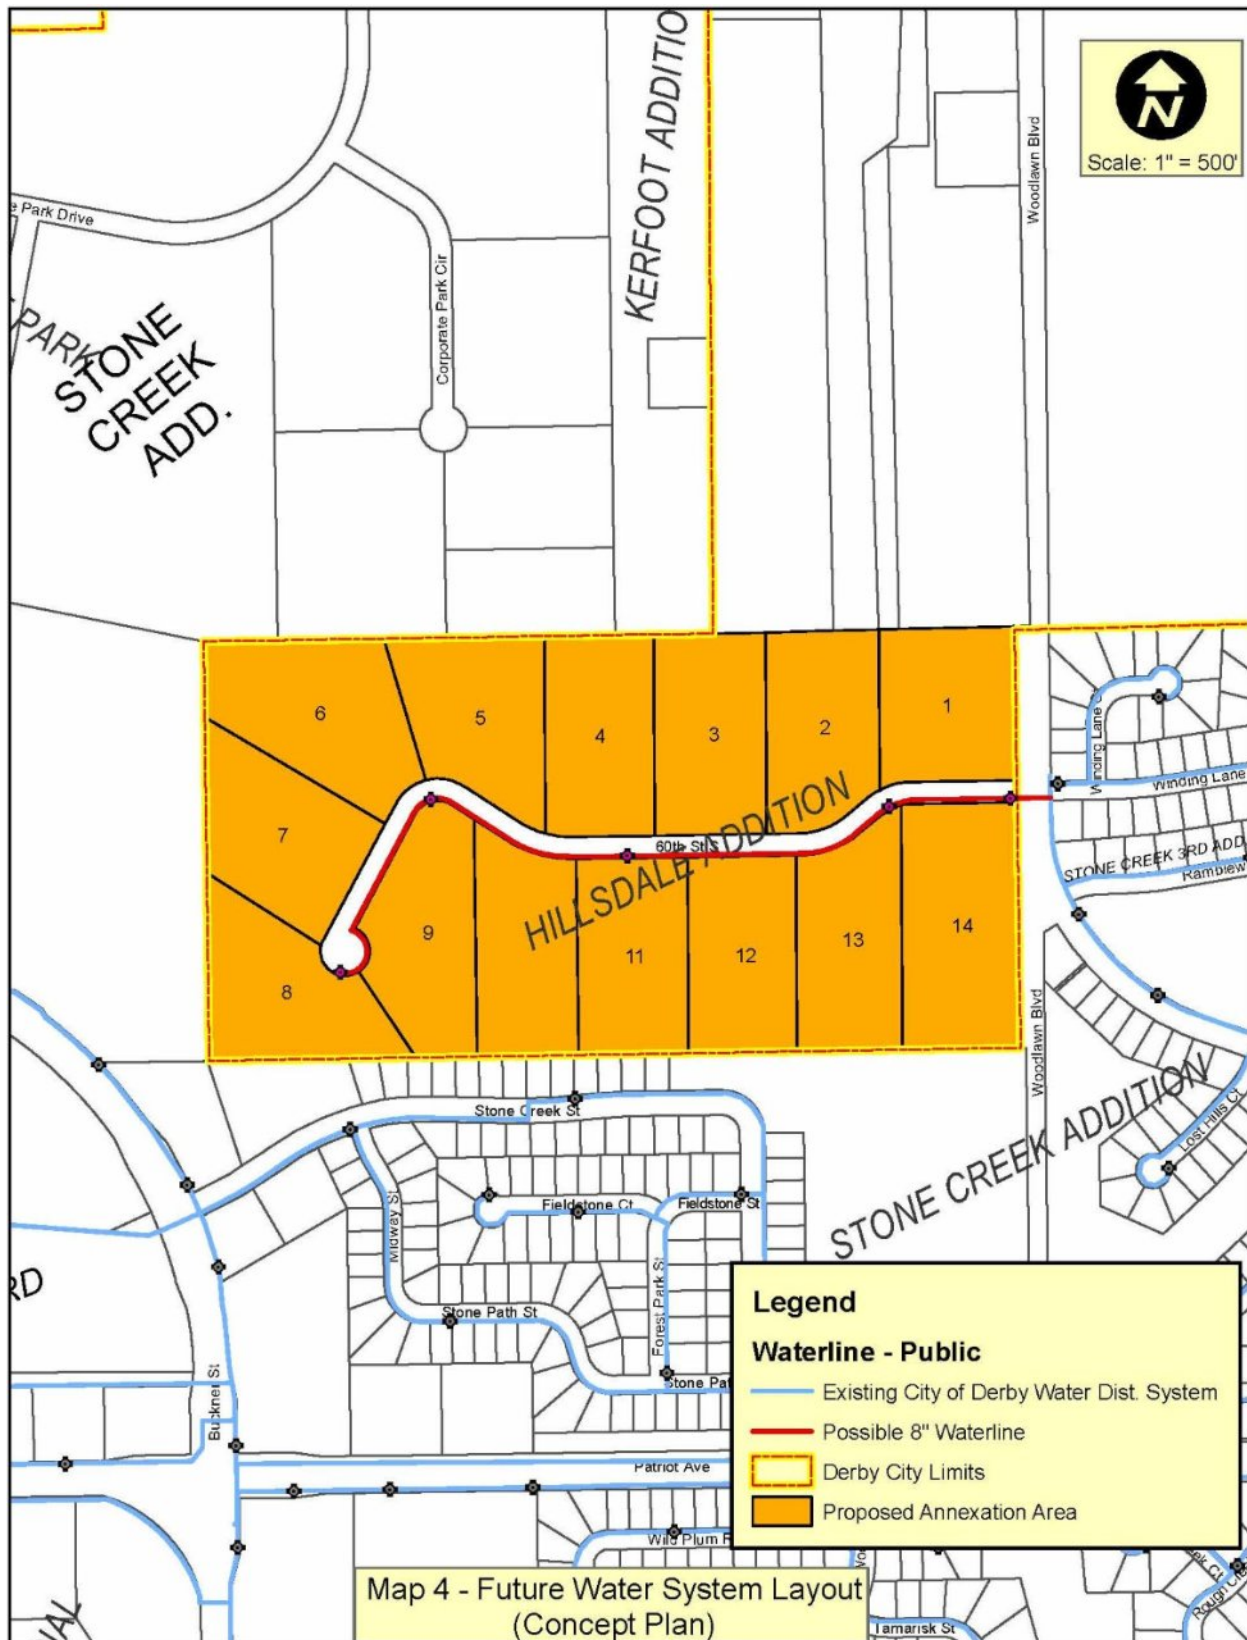 KERFOOT ADDITIO
N
Scale: 1" = 500'
Woodlawn Blvd
e Park Drive
Corporate Park Cir
PARK
STONE
CREEK
ADD.
6
5
4
3
2
1
7
60th St S
HILLSDALE ADDITION
8
9
11
12
13
14
Winding Lane
Winding Lane
STONE CREEK 3RD ADD
Ramblew
Woodlawn Blvd
Stone Creek St
STONE CREEK ADDITION
Lost Hills Ct
Midway St
Fieldstone Ct
Fieldstone St
Forest Park St
Stone Path St
Stone Pat
RD
Buckner St
Patriot Ave
Wild Plum R
Legend
Waterline - Public
Existing City of Derby Water Dist. System
Possible 8" Waterline
Derby City Limits
Proposed Annexation Area
Map 4 - Future Water System Layout
(Concept Plan)
Tamarisk St